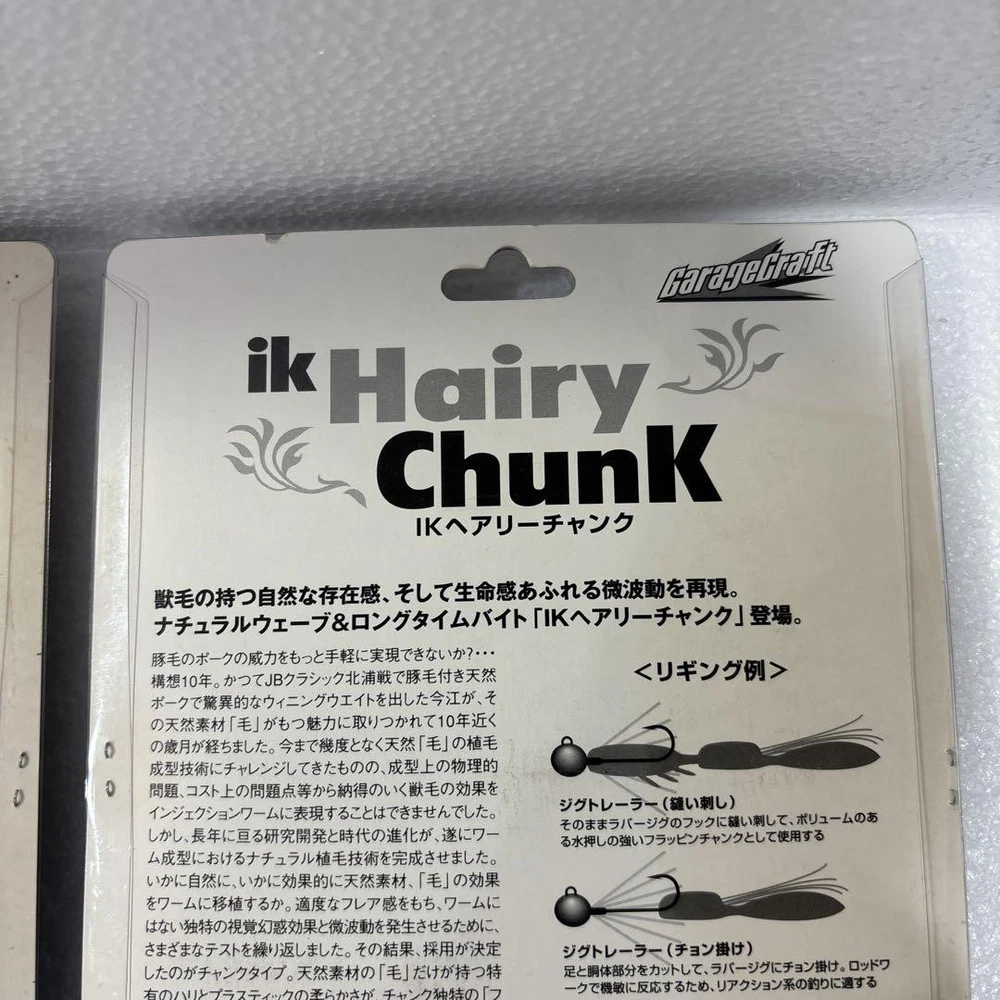 GarageCraft
ik Hairy
ChunK
IKヘアリーチャンク
獣毛の持つ自然な存在感、そして生命感あふれる微波動を再現。
ナチュラルウェーブ&ロングタイムバイト「IKヘアリーチャンク」登場。
豚毛のポークの威力をもっと手軽に実現できないか?・・・
構想10年。かつてJBクラシック北浦戦で豚毛付き天然
ポークで驚異的なウィニングウエイトを出した今江が、そ
の天然素材「毛」がもつ魅力に取りつかれて10年近く
の歳月が経ちました。今まで幾度となく天然「毛」の植毛
成型技術にチャレンジしてきたものの、成型上の物理的
問題、コスト上の問題点等から納得のいく獣毛の効果を
インジェクションワームに表現することはできませんでした。
しかし、長年に亘る研究開発と時代の進化が、遂にワー
ム成型におけるナチュラル植毛技術を完成させました。
いかに自然に、いかに効果的に天然素材、「毛」の効果
をワームに移植するか。適度なフレア感をもち、ワームに
はない独特の視覚幻惑効果と微波動を発生させるために、
さまざまなテストを繰り返しました。その結果、採用が決定
したのがチャンクタイプ。天然素材の「毛」だけが持つ特
有のハリとプラスティックの柔らかさが、チャンク独特の「フ
<リギング例>
ジグトレーラー(縫い刺し)
そのままラバージグのフックに縫い刺して、ボリュームのあ
る水押しの強いフラッピンチャンクとして使用する
ジグトレーラー(チョン掛け)
足と胴体部分をカットして、ラバージグにチョン掛け。ロッドワ
ークで機敏に反応するため、リアクション系の釣りに適する